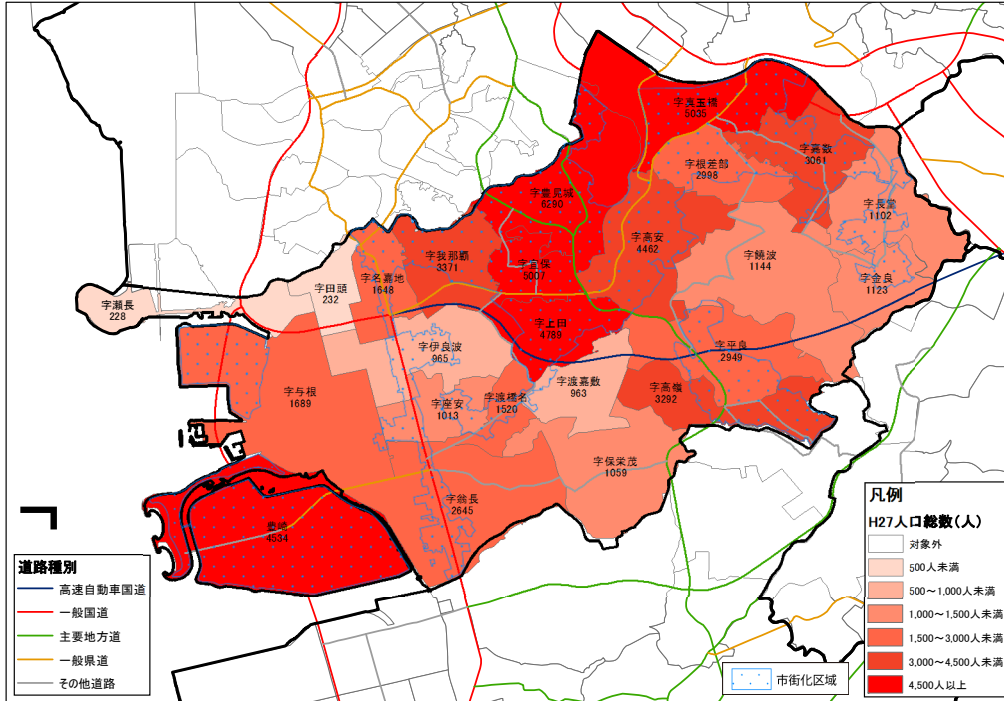 字真玉橋
5035
字嘉数
3061
字根差部
2998
字豊見城
6290
字長堂
1102
字高安
4462
字饒波
1144
字我那覇
3371
字宜保
5007
字名嘉地
1648
字金良
1123
字田頭
232
字瀬長
228
字上田
4789
字伊良波
965
字平良
2949
字渡嘉敷
963
字高嶺
3292
字与根
1689
字座安
1013
字渡橋名
1520
字保栄茂
1059
字翁長
2645
豊崎
4534
道路種別
高速自動車国道
一般国道
主要地方道
一般県道
その他道路
市街化区域
凡例
H27人口総数(人)
対象外
500人未満
500～1,000人未満
1,000～1,500人未満
1,500～3,000人未満
3,000～4,500人未満
4,500人以上